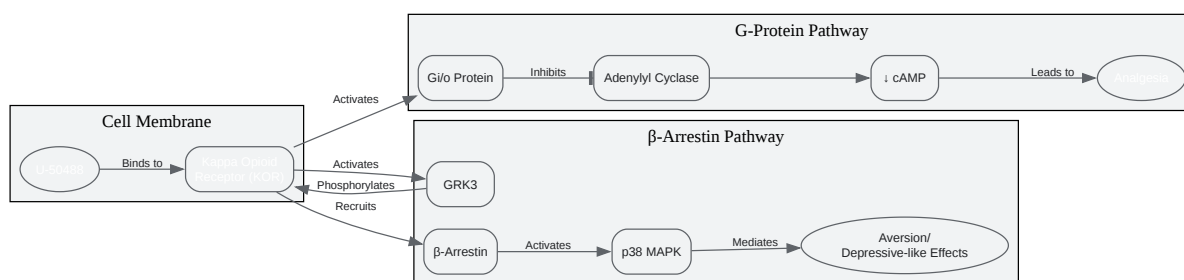 G-Protein Pathway
Gi/o Protein
Inhibits
Adenylyl Cyclase
↓ cAMP
Leads to
Analgesia
Activates
Cell Membrane
U-50488
Binds to
Kappa Opioid
Receptor (KOR)
β-Arrestin Pathway
Activates
Phosphorylates
GRK3
Recruits
β-Arrestin
Activates
p38 MAPK
Mediates
Aversion/
Depressive-like Effects